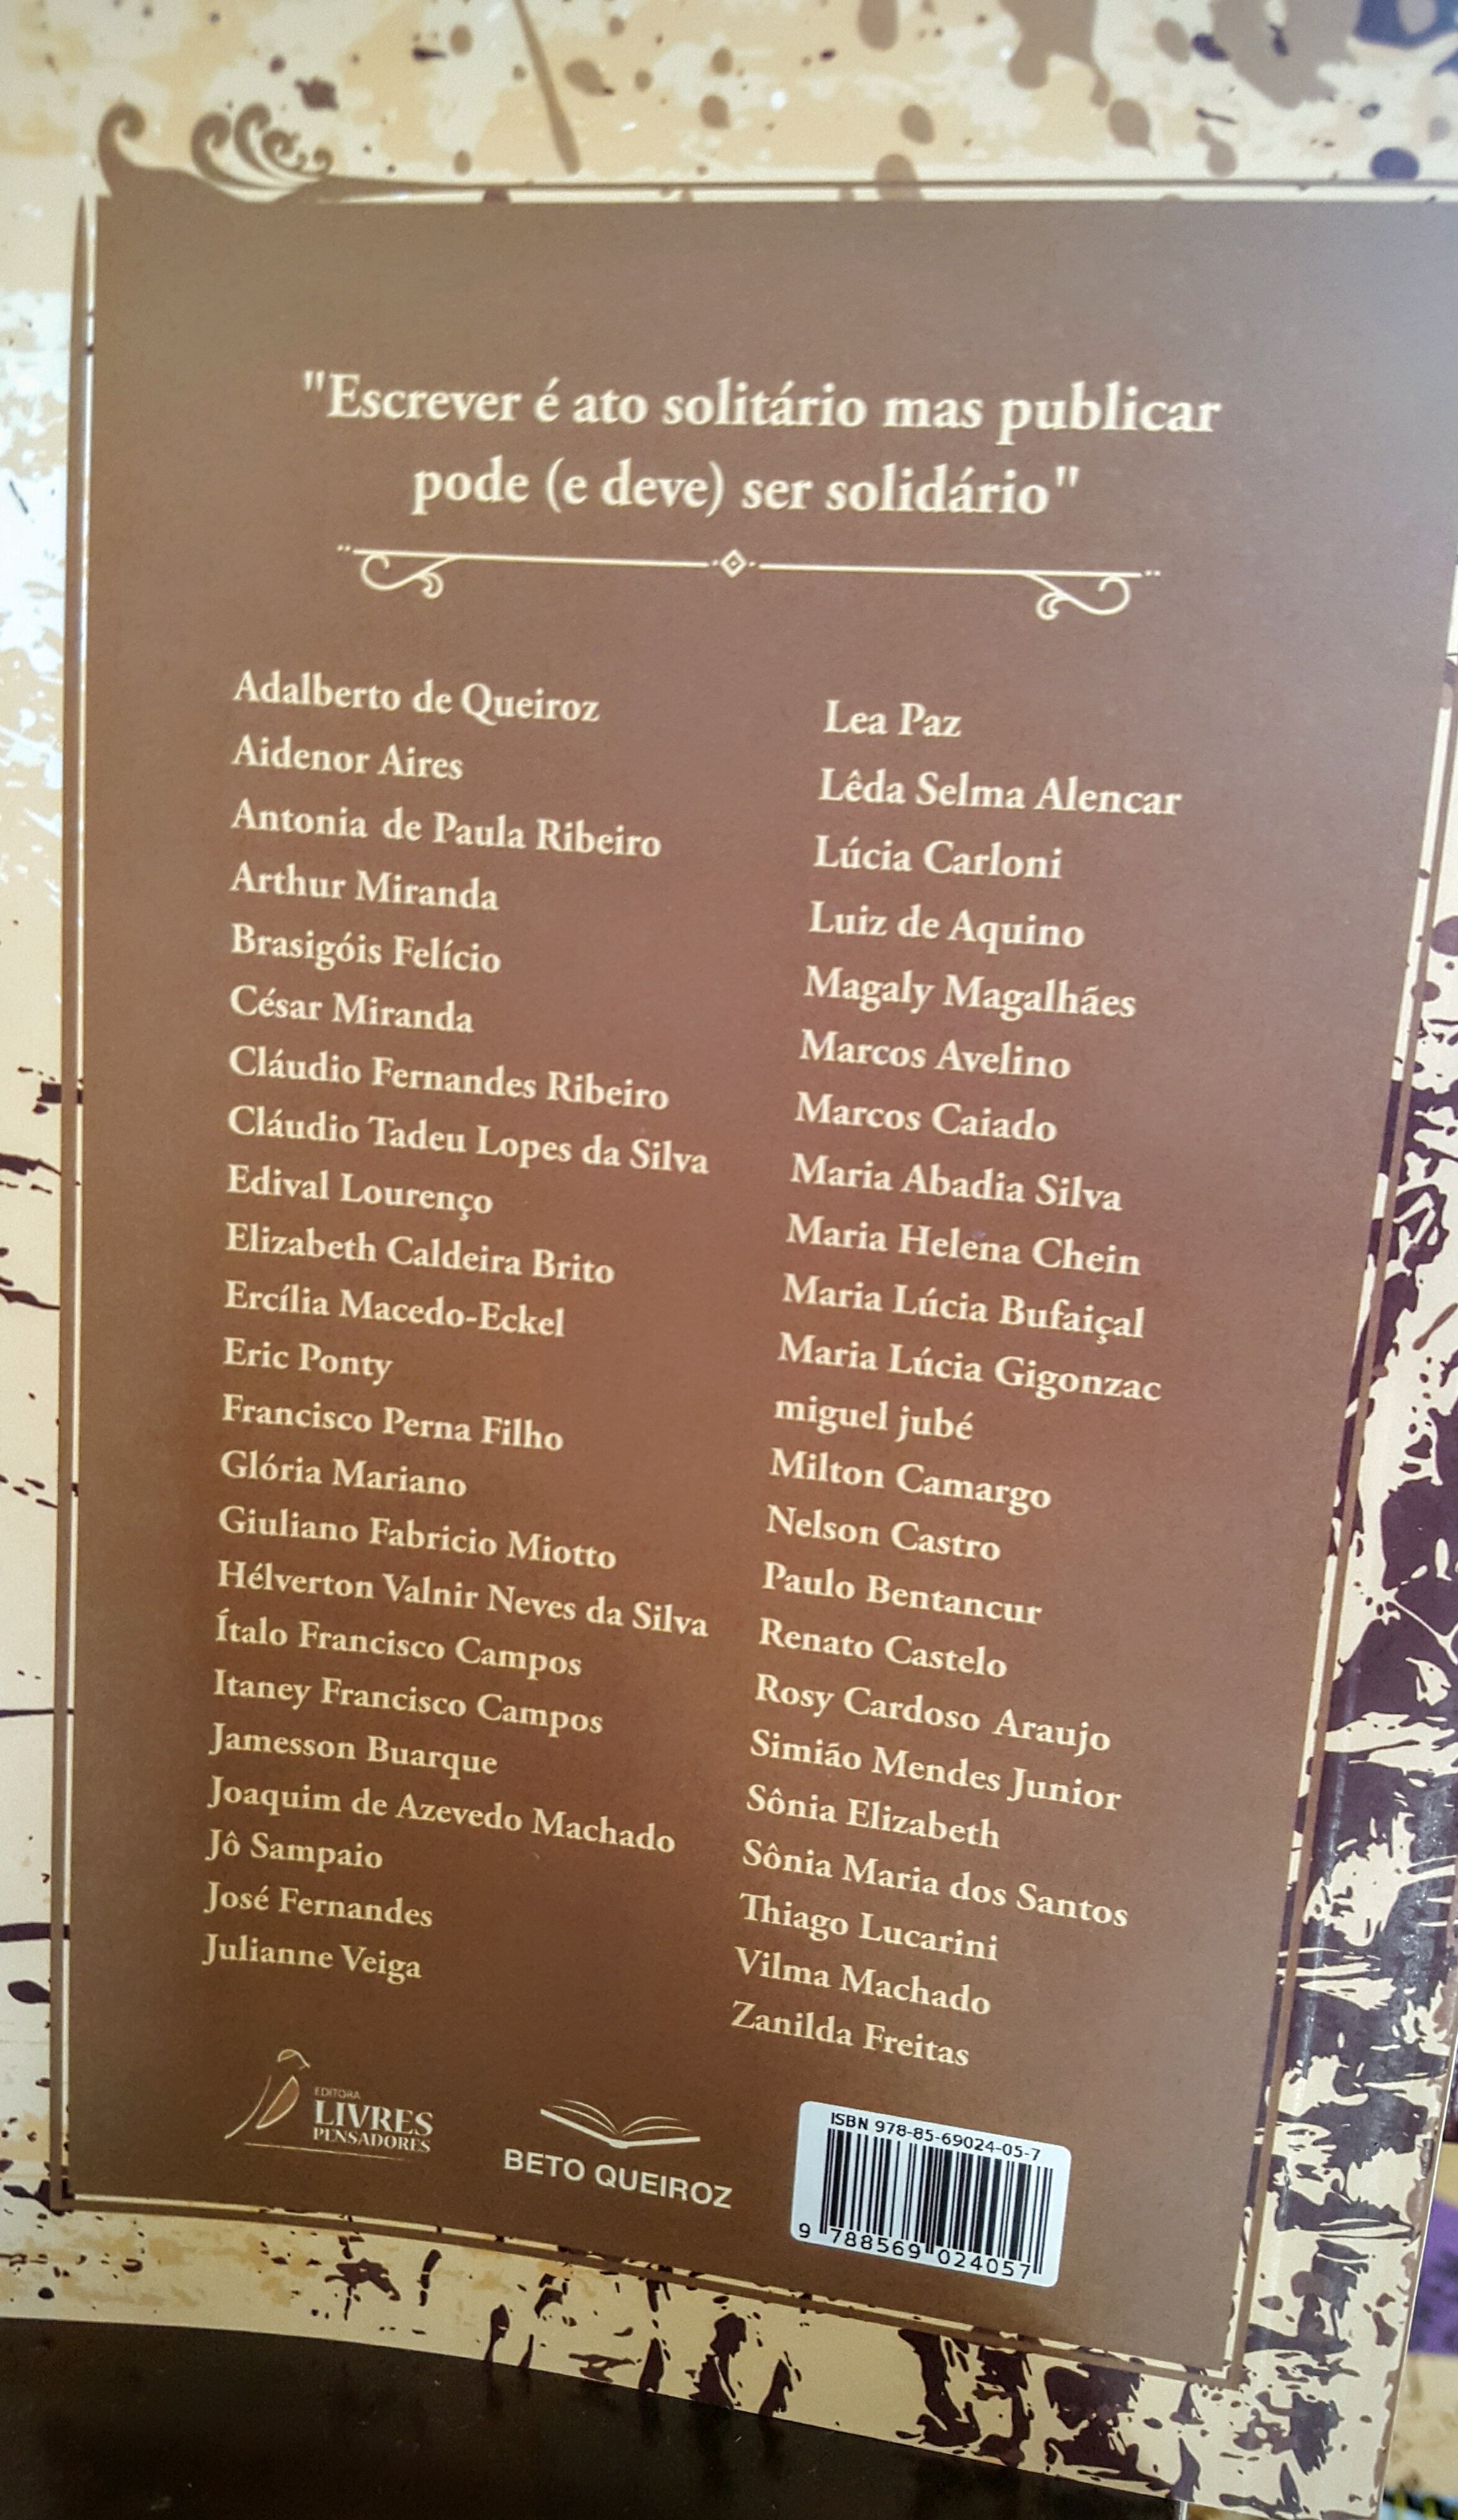 "Escrever é ato solitário mas publicar
pode (e deve) ser solidário"
Adalberto de Queiroz
Aidenor Aires
Antonia de Paula Ribeiro
Arthur Miranda
Brasigóis Felício
César Miranda
Cláudio Fernandes Ribeiro
Cláudio Tadeu Lopes da Silva
Edival Lourenço
Elizabeth Caldeira Brito
Ercília Macedo-Eckel
Eric Ponty
Francisco Perna Filho
Glória Mariano
Giuliano Fabricio Miotto
Hélverton Valnir Neves da Silva
Ítalo Francisco Campos
Itaney Francisco Campos
Jamesson Buarque
Joaquim de Azevedo Machado
Jô Sampaio
José Fernandes
Julianne Veiga
Lea Paz
Lêda Selma Alencar
Lúcia Carloni
Luiz de Aquino
Magaly Magalhães
Marcos Avelino
Marcos Caiado
Maria Abadia Silva
Maria Helena Chein
Maria Lúcia Bufaiçal
Maria Lúcia Gigonzac
miguel jubé
Milton Camargo
Nelson Castro
Paulo Bentancur
Renato Castelo
Rosy Cardoso Araujo
Simião Mendes Junior
Sônia Elizabeth
Sônia Maria dos Santos
Thiago Lucarini
Vilma Machado
Zanilda Freitas
EDITORA
LIVRES
PENSADORES
BETO QUEIROZ
ISBN 978-85-69024-05-7
9 788569 024057